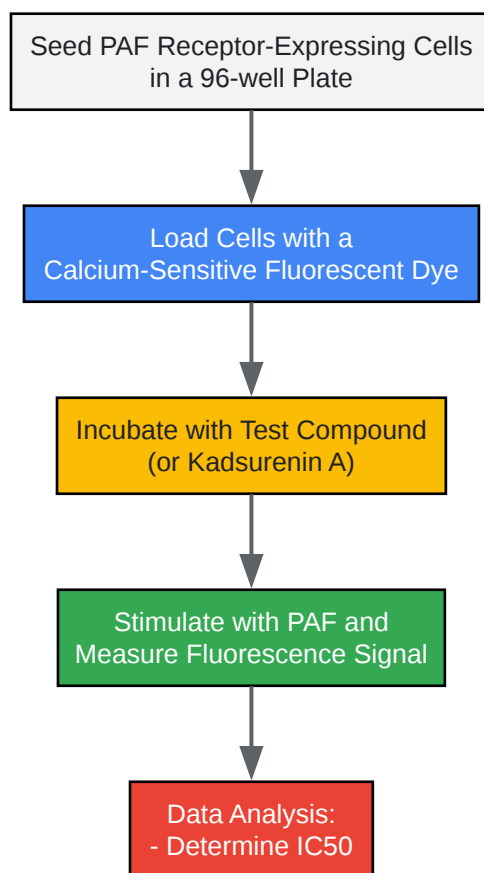 Seed PAF Receptor-Expressing Cells
in a 96-well Plate
Load Cells with a
Calcium-Sensitive Fluorescent Dye
Incubate with Test Compound
(or Kadsurenin A)
Stimulate with PAF and
Measure Fluorescence Signal
Data Analysis:
- Determine IC50